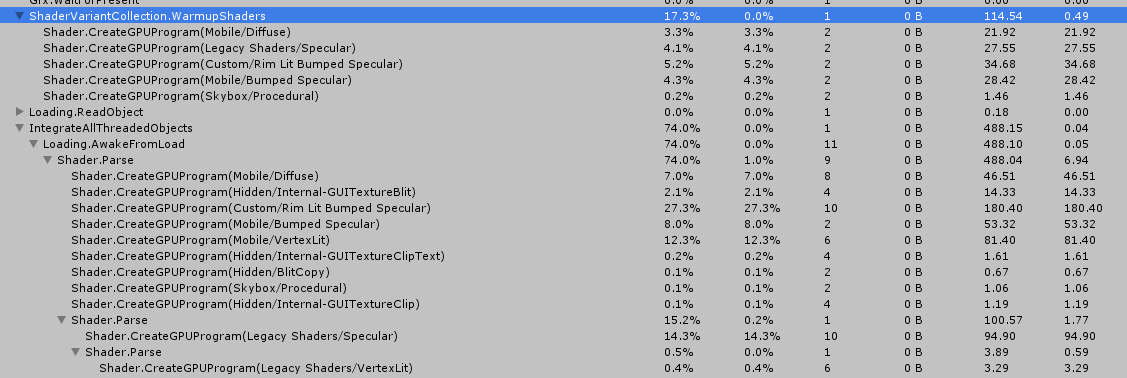 Gfx.WaitForPresent 0.0% 0.0% 1 0 B 0.00 0.00
ShaderVariantCollection.WarmupShaders 17.3% 0.0% 1 0 B 114.54 0.49
Shader.CreateGPUProgram(Mobile/Diffuse) 3.3% 3.3% 2 0 B 21.92 21.92
Shader.CreateGPUProgram(Legacy Shaders/Specular) 4.1% 4.1% 2 0 B 27.55 27.55
Shader.CreateGPUProgram(Custom/Rim Lit Bumped Specular) 5.2% 5.2% 2 0 B 34.68 34.68
Shader.CreateGPUProgram(Mobile/Bumped Specular) 4.3% 4.3% 2 0 B 28.42 28.42
Shader.CreateGPUProgram(Skybox/Procedural) 0.2% 0.2% 2 0 B 1.46 1.46
Loading.ReadObject 0.0% 0.0% 1 0 B 0.18 0.00
IntegrateAllThreadedObjects 74.0% 0.0% 1 0 B 488.15 0.04
Loading.AwakeFromLoad 74.0% 0.0% 11 0 B 488.10 0.05
Shader.Parse 74.0% 1.0% 9 0 B 488.04 6.94
Shader.CreateGPUProgram(Mobile/Diffuse) 7.0% 7.0% 8 0 B 46.51 46.51
Shader.CreateGPUProgram(Hidden/Internal-GUITextureBlit) 2.1% 2.1% 4 0 B 14.33 14.33
Shader.CreateGPUProgram(Custom/Rim Lit Bumped Specular) 27.3% 27.3% 10 0 B 180.40 180.40
Shader.CreateGPUProgram(Mobile/Bumped Specular) 8.0% 8.0% 2 0 B 53.32 53.32
Shader.CreateGPUProgram(Mobile/VertexLit) 12.3% 12.3% 6 0 B 81.40 81.40
Shader.CreateGPUProgram(Hidden/Internal-GUITextureClipText) 0.2% 0.2% 4 0 B 1.61 1.61
Shader.CreateGPUProgram(Hidden/BlitCopy) 0.1% 0.1% 2 0 B 0.67 0.67
Shader.CreateGPUProgram(Skybox/Procedural) 0.1% 0.1% 2 0 B 1.06 1.06
Shader.CreateGPUProgram(Hidden/Internal-GUITextureClip) 0.1% 0.1% 4 0 B 1.19 1.19
Shader.Parse 15.2% 0.2% 1 0 B 100.57 1.77
Shader.CreateGPUProgram(Legacy Shaders/Specular) 14.3% 14.3% 10 0 B 94.90 94.90
Shader.Parse 0.5% 0.0% 1 0 B 3.89 0.59
Shader.CreateGPUProgram(Legacy Shaders/VertexLit) 0.4% 0.4% 6 0 B 3.29 3.29